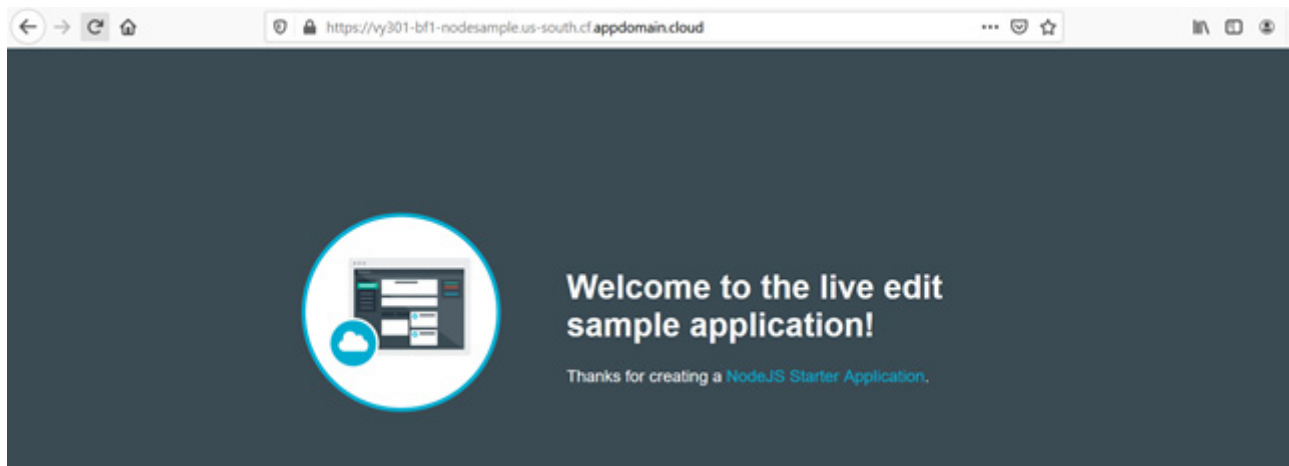 https://vy301-bf1-nodesample.us-south.cf.appdomain.cloud
Welcome to the live edit
sample application!
Thanks for creating a NodeJS Starter Application.